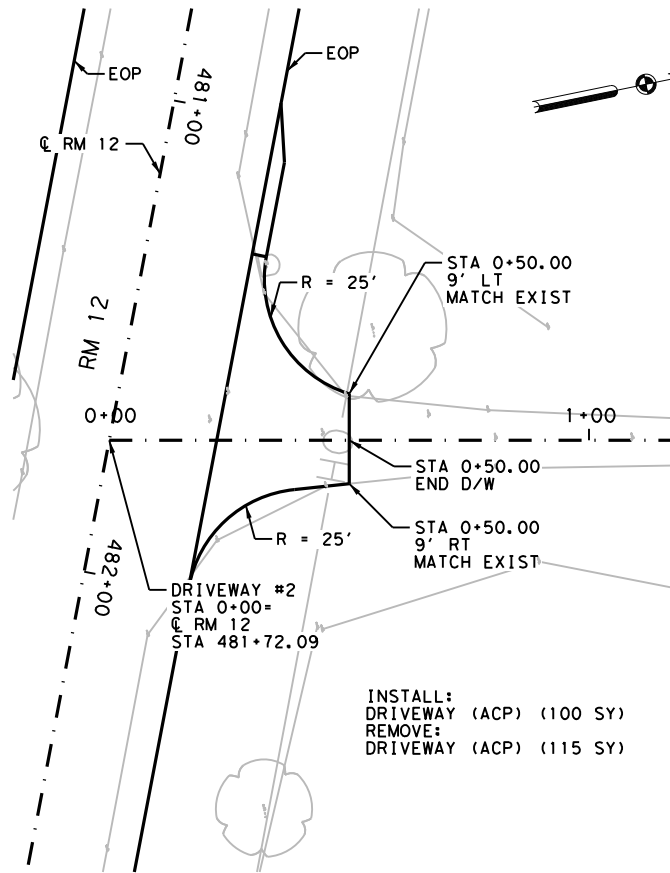 EOP
EOP
481+00
℄ RM 12
STA 0+50.00
9' LT
MATCH EXIST
R = 25'
RM 12
0+00
1+00
STA 0+50.00
END D/W
STA 0+50.00
9' RT
MATCH EXIST
R = 25'
482+00
DRIVEWAY #2
STA 0+00=
℄ RM 12
STA 481+72.09
INSTALL:
DRIVEWAY (ACP) (100 SY)
REMOVE:
DRIVEWAY (ACP) (115 SY)